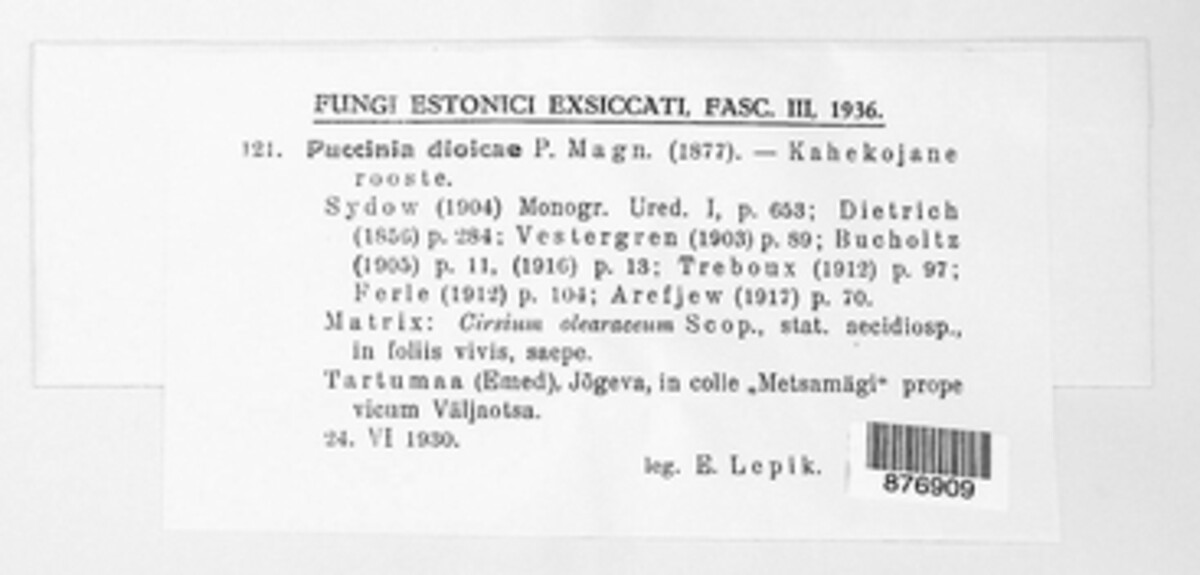 FUNGI ESTONICI EXSICCATI, FASC. III, 1936.
121. Puccinia dioicae P. Magn. (1877). — Kahekojane
rooste.
Sydow (1904) Monogr. Ured. I, p. 653; Dietrich
(1856) p. 284; Vestergren (1903) p. 89; Bucholtz
(1905) p. 11, (1916) p. 13; Treboux (1912) p. 97;
Ferle (1912) p. 104; Arefjew (1917) p. 70.
Matrix: Cirsium olearaceum Scop., stat. aecidiosp.,
in foliis vivis, saepe.
Tartumaa (Emed), Jõgeva, in colle „Metsamägi“ prope
vicum Väljaotsa.
24. VI 1930.
leg. E. Lepik.
876909